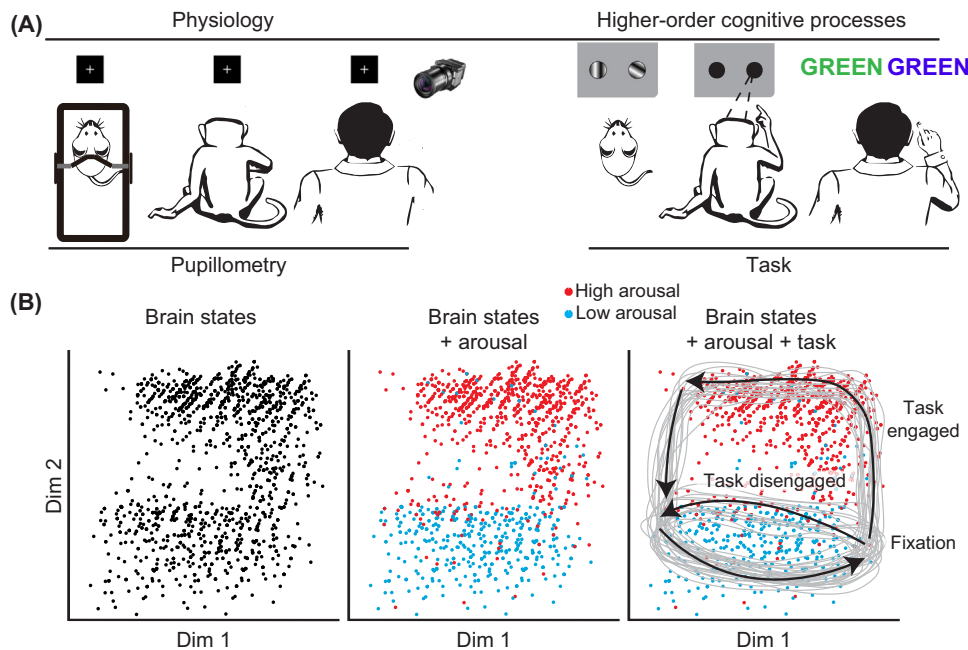 (A)
Physiology
Higher-order cognitive processes
GREEN GREEN
Pupillometry
Task
(B)
High arousal
Low arousal
Brain states
Brain states
+ arousal
Brain states
+ arousal + task
Dim 2
Task
engaged
Task disengaged
Fixation
Dim 1
Dim 1
Dim 1